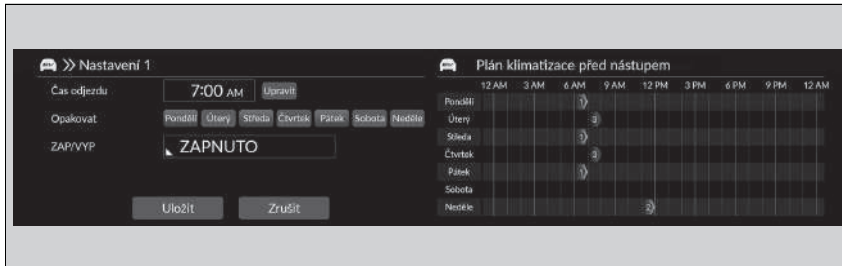 Nastavení 1
Čas odjezdu 7:00 AM Upravit
Opakovat Pondělí Úterý Středa Čtvrtek Pátek Sobota Neděle
ZAP/VYP ZAPNUTO
Uložit Zrušit
Plán klimatizace před nástupem
12 AM 3 AM 6 AM 9 AM 12 PM 3 PM 6 PM 9 PM 12 AM
Pondělí 1
Úterý 3
Středa 1
Čtvrtek 3
Pátek 1
Sobota
Neděle 2